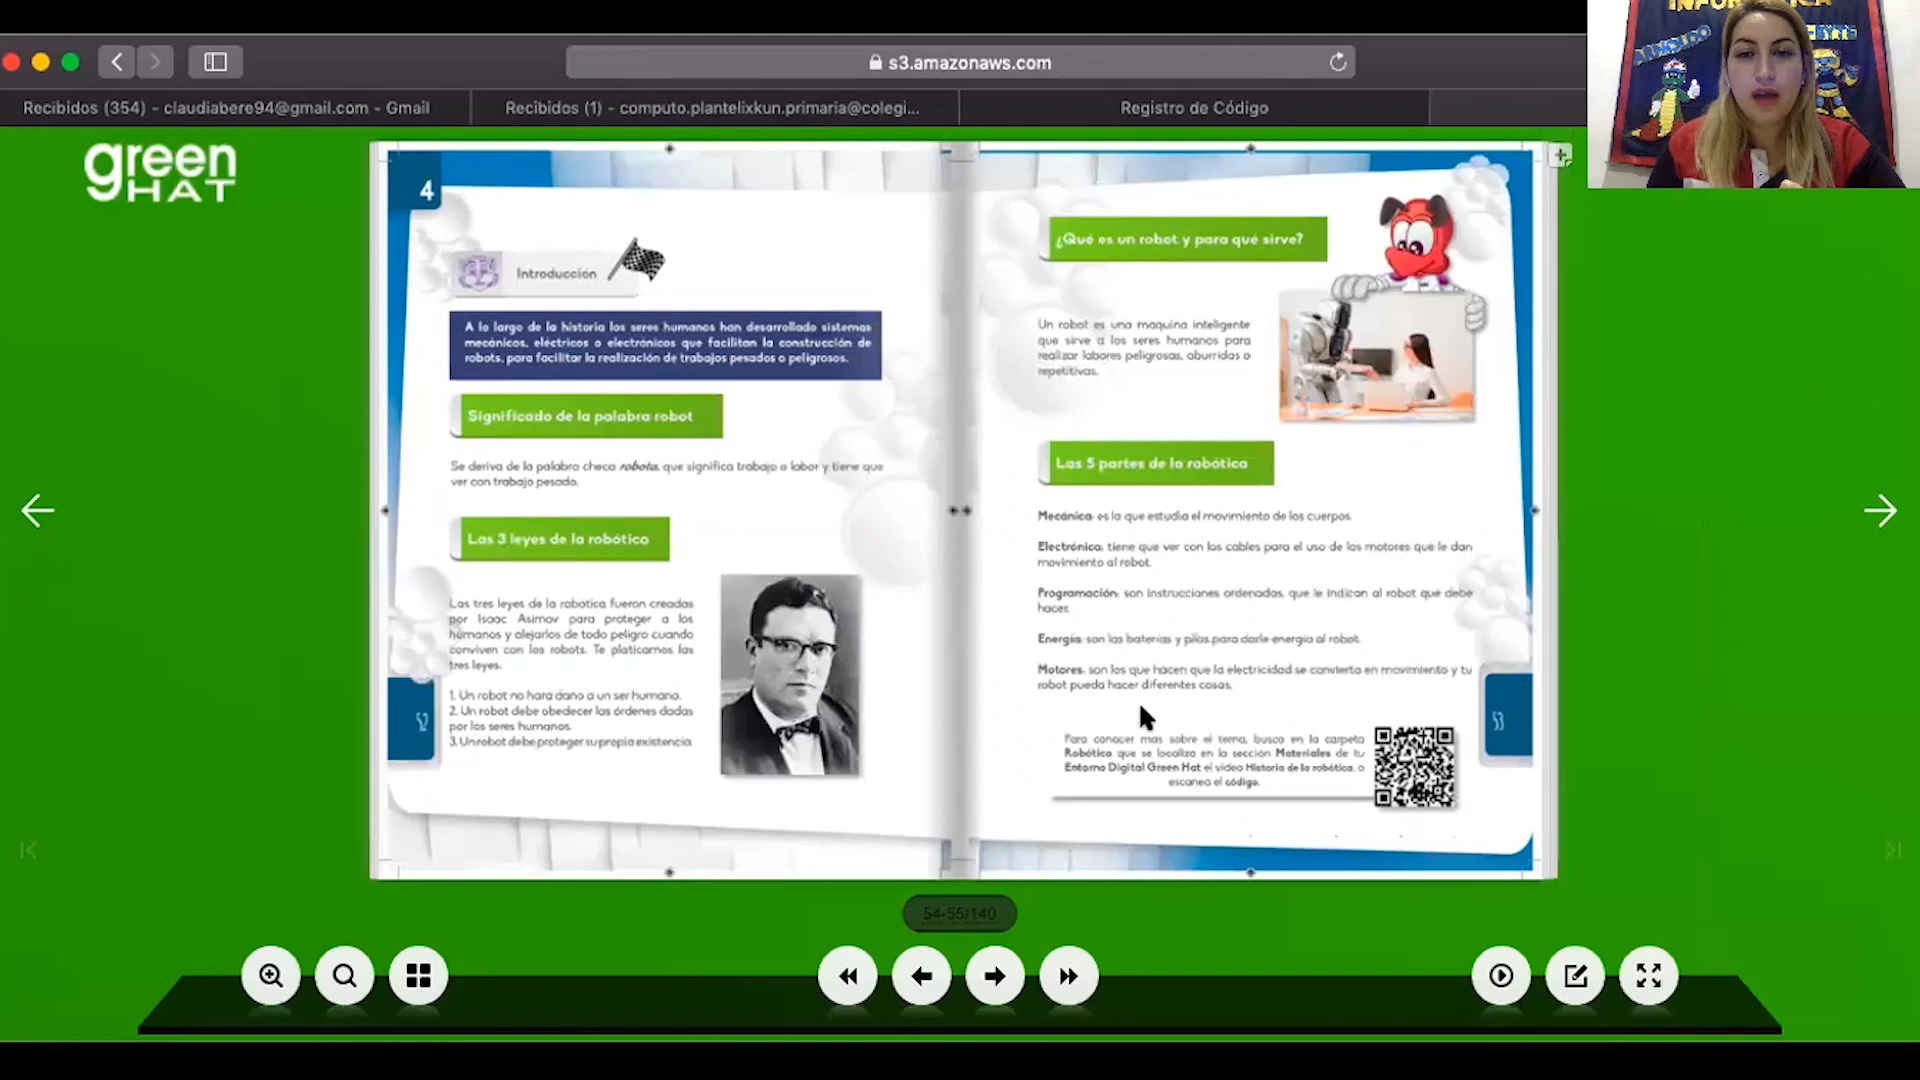 INFORMÁTICA
s3.amazonaws.com
Recibidos (354) - claudiabere94@gmail.com - Gmail
Recibidos (1) - computo.plantelixkun.primaria@colegi...
Registro de Código
green
HAT
4
Introducción
A lo largo de la historia los seres humanos han desarrollado sistemas
mecánicos, eléctricos o electrónicos que facilitan la construcción de
robots, para facilitar la realización de trabajos pesados o peligrosos.
Significado de la palabra robot
Se deriva de la palabra checa robota, que significa trabajo o labor y tiene que
ver con trabajo pesado.
Las 3 leyes de la robótica
Las tres leyes de la robótica fueron creadas
por Isaac Asimov para proteger a los
humanos y alejarlos de todo peligro cuando
conviven con los robots. Te platicamos las
tres leyes.
1. Un robot no hara daño a un ser humano.
2. Un robot debe obedecer las órdenes dadas
por los seres humanos.
3. Un robot debe proteger su propia existencia.
52
¿Qué es un robot y para qué sirve?
Un robot es una maquina inteligente
que sirve a los seres humanos para
realizar labores peligrosas, aburridas o
repetitivas.
Las 5 partes de la robótica
Mecánica: es la que estudia el movimiento de los cuerpos.
Electrónica: tiene que ver con los cables para el uso de los motores que le dan
movimiento al robot.
Programación: son instrucciones ordenadas, que le indican al robot que debe
hacer.
Energía: son las baterías y pilas para darle energía al robot.
Motores: son los que hacen que la electricidad se convierta en movimiento y tu
robot pueda hacer diferentes cosas.
Para conocer mas sobre el tema, busca en la carpeta
Robótica que se localiza en la sección Materiales de tu
Entorno Digital Green Hat el video Historia de la robótica, o
escanea el código.
53
54-55/140